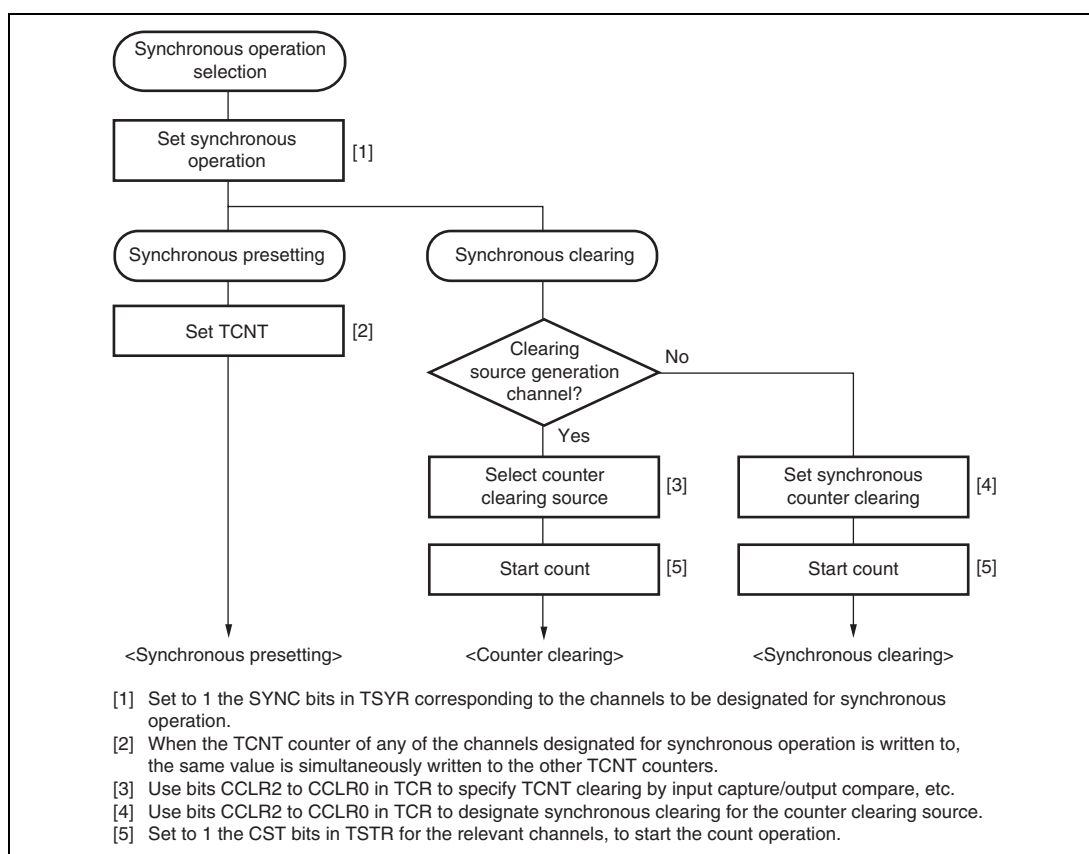 Synchronous operation
selection
Set synchronous
operation
[1]
Synchronous presetting
Synchronous clearing
Set TCNT
[2]
Clearing
source generation
channel?
No
Yes
Select counter
clearing source
[3]
Set synchronous
counter clearing
[4]
Start count
[5]
Start count
[5]
<Synchronous presetting>
<Counter clearing>
<Synchronous clearing>
[1] Set to 1 the SYNC bits in TSYR corresponding to the channels to be designated for synchronous
operation.
[2] When the TCNT counter of any of the channels designated for synchronous operation is written to,
the same value is simultaneously written to the other TCNT counters.
[3] Use bits CCLR2 to CCLR0 in TCR to specify TCNT clearing by input capture/output compare, etc.
[4] Use bits CCLR2 to CCLR0 in TCR to designate synchronous clearing for the counter clearing source.
[5] Set to 1 the CST bits in TSTR for the relevant channels, to start the count operation.